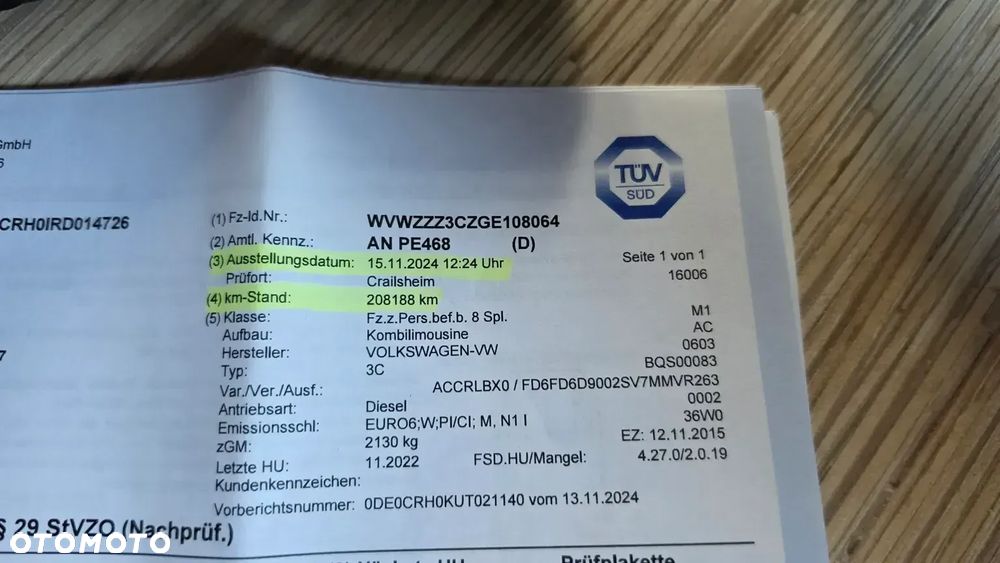 GmbH
6
TÜV
SÜD
CRH0IRD014726
(1) Fz-Id.Nr.: WVWZZZ3CZGE108064
(2) Amtl. Kennz.: AN PE468 (D)
(3) Ausstellungsdatum: 15.11.2024 12:24 Uhr Seite 1 von 1
Prüfort: Crailsheim 16006
(4) km-Stand: 208188 km
(5) Klasse: Fz.z.Pers.bef.b. 8 Spl. M1
Aufbau: Kombilimousine AC
Hersteller: VOLKSWAGEN-VW 0603
7
Typ: 3C BQS00083
Var./Ver./Ausf.: ACCRLBX0 / FD6FD6D9002SV7MMVR263
Antriebsart: Diesel 0002
Emissionsschl: EURO6;W;PI/CI; M, N1 I 36W0
zGM: 2130 kg EZ: 12.11.2015
Letzte HU: 11.2022 FSD.HU/Mangel: 4.27.0/2.0.19
Kundenkennzeichen:
Vorberichtsnummer: 0DE0CRH0KUT021140 vom 13.11.2024
§ 29 StVZO (Nachprüf.)
OTOMOTO
Prüfplakette